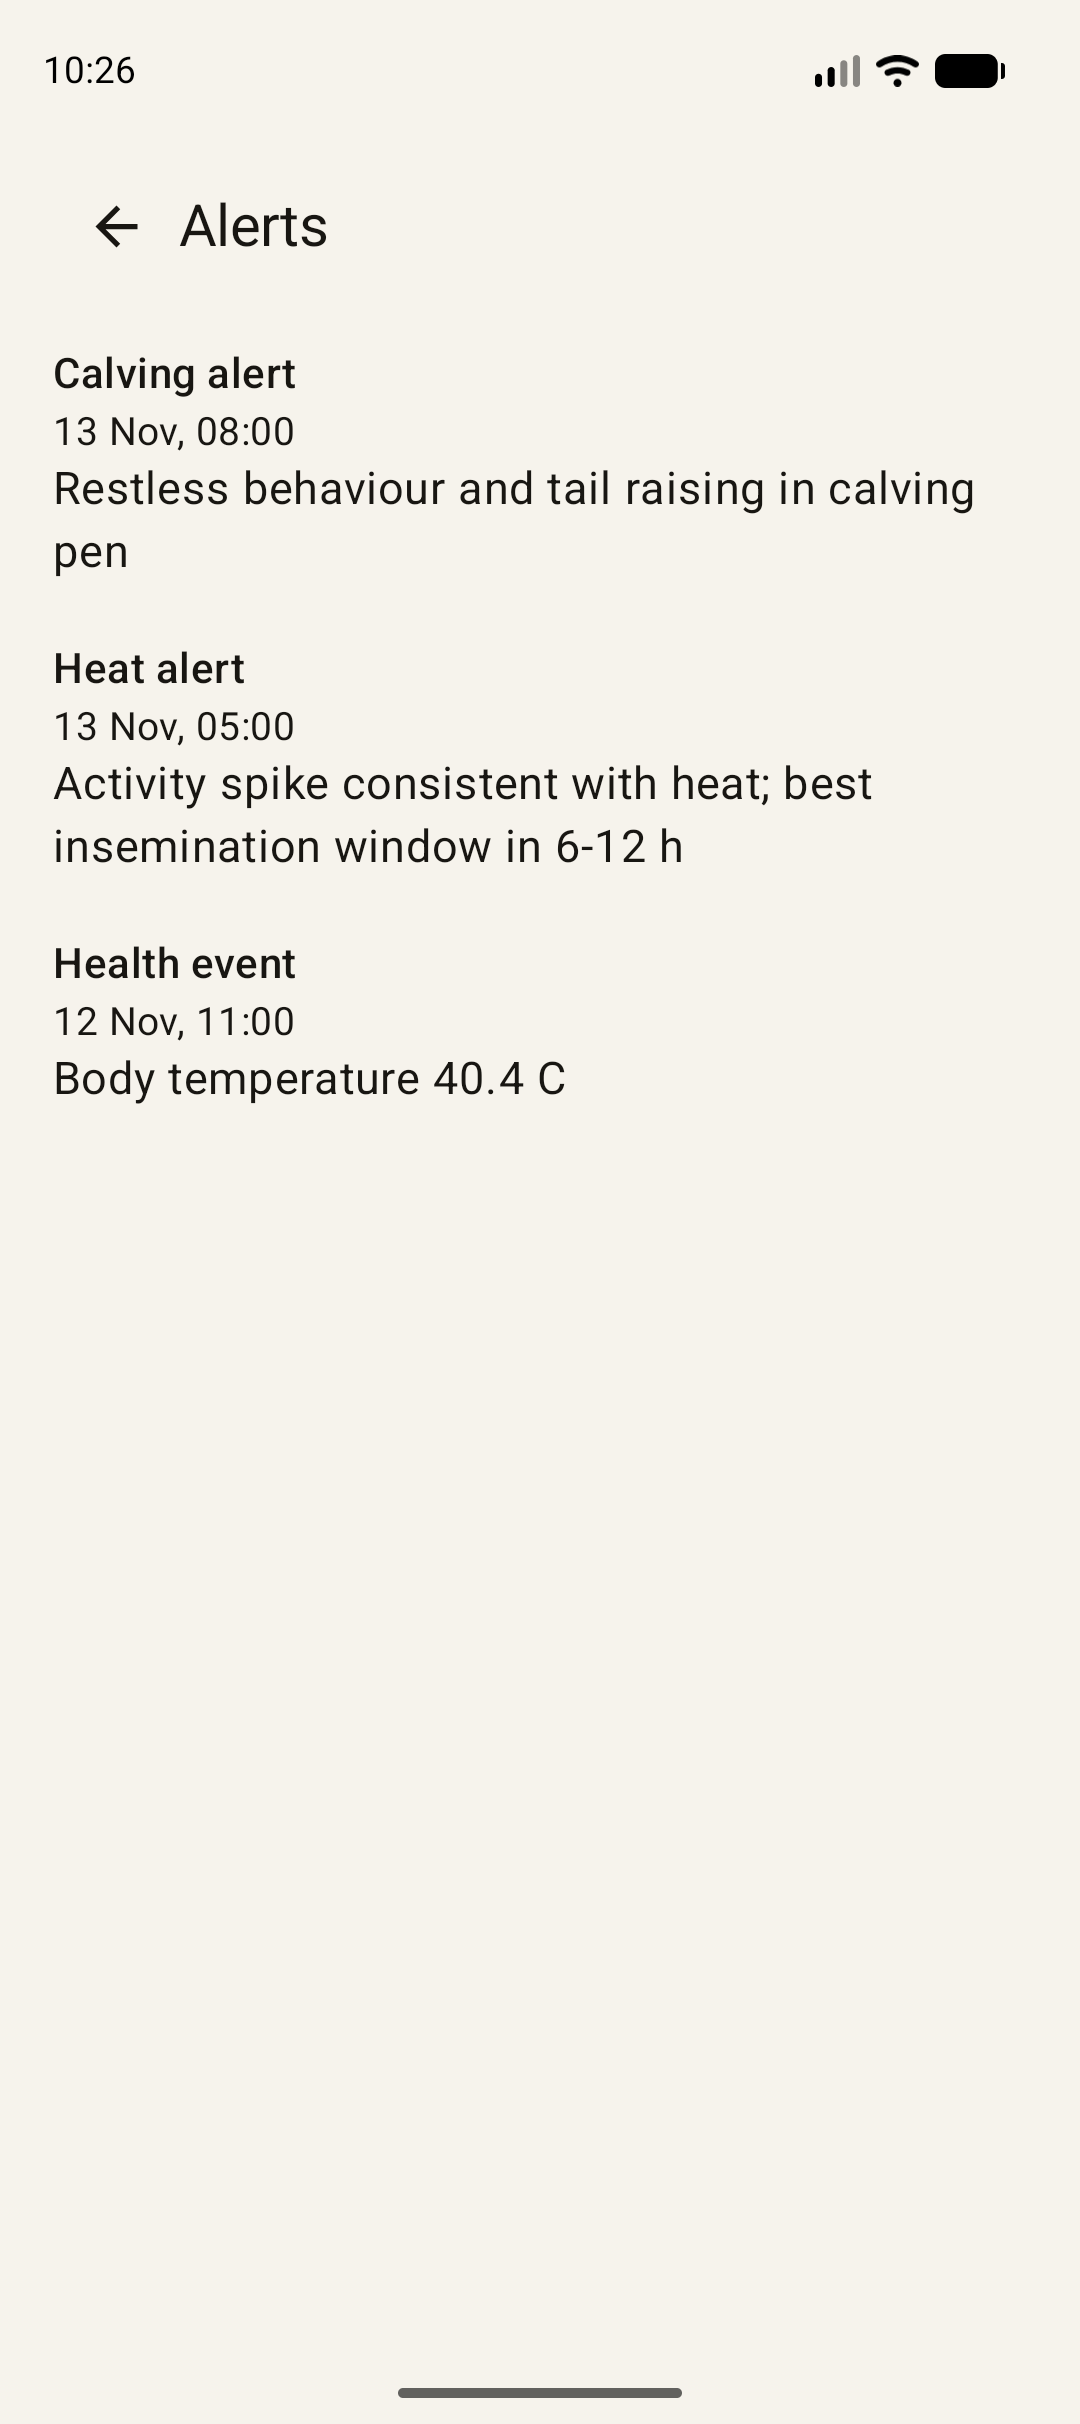 10:26
Alerts
Calving alert
13 Nov, 08:00
Restless behaviour and tail raising in calving
pen
Heat alert
13 Nov, 05:00
Activity spike consistent with heat; best
insemination window in 6-12 h
Health event
12 Nov, 11:00
Body temperature 40.4 C